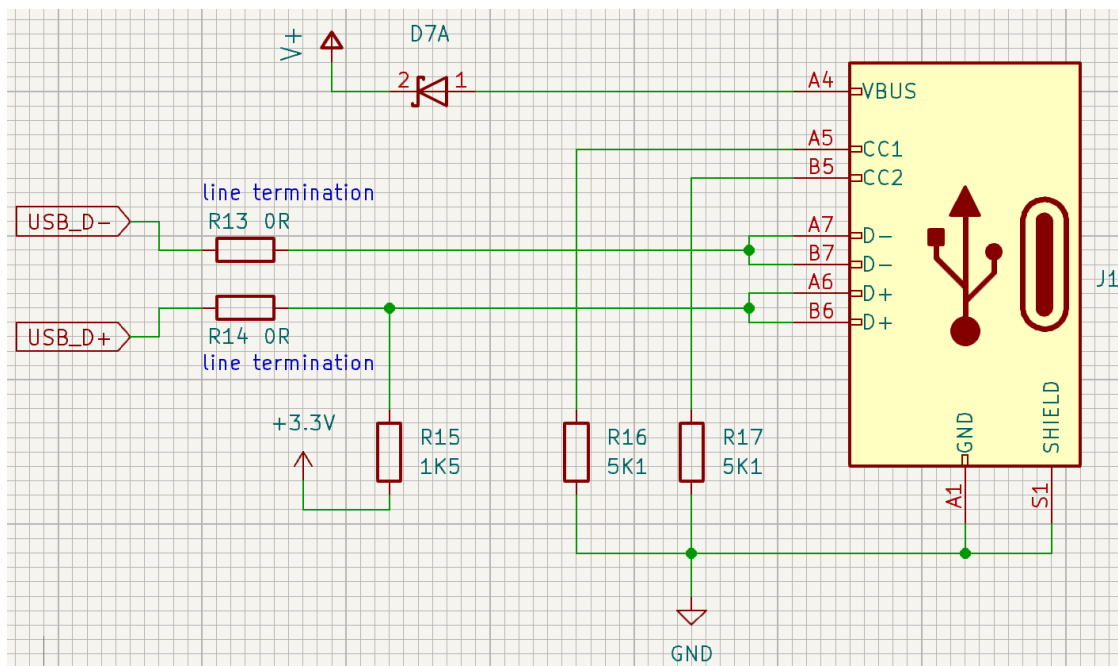 D7A
V+
2 1
A4 VBUS
A5 CC1
B5 CC2
line termination
R13 0R
USB_D-
A7 D-
B7 D-
A6 D+
B6 D+
J1
USB_D+
R14 0R
line termination
+3.3V
R15
1K5
R16
5K1
R17
5K1
GND
SHIELD
A1
S1
GND